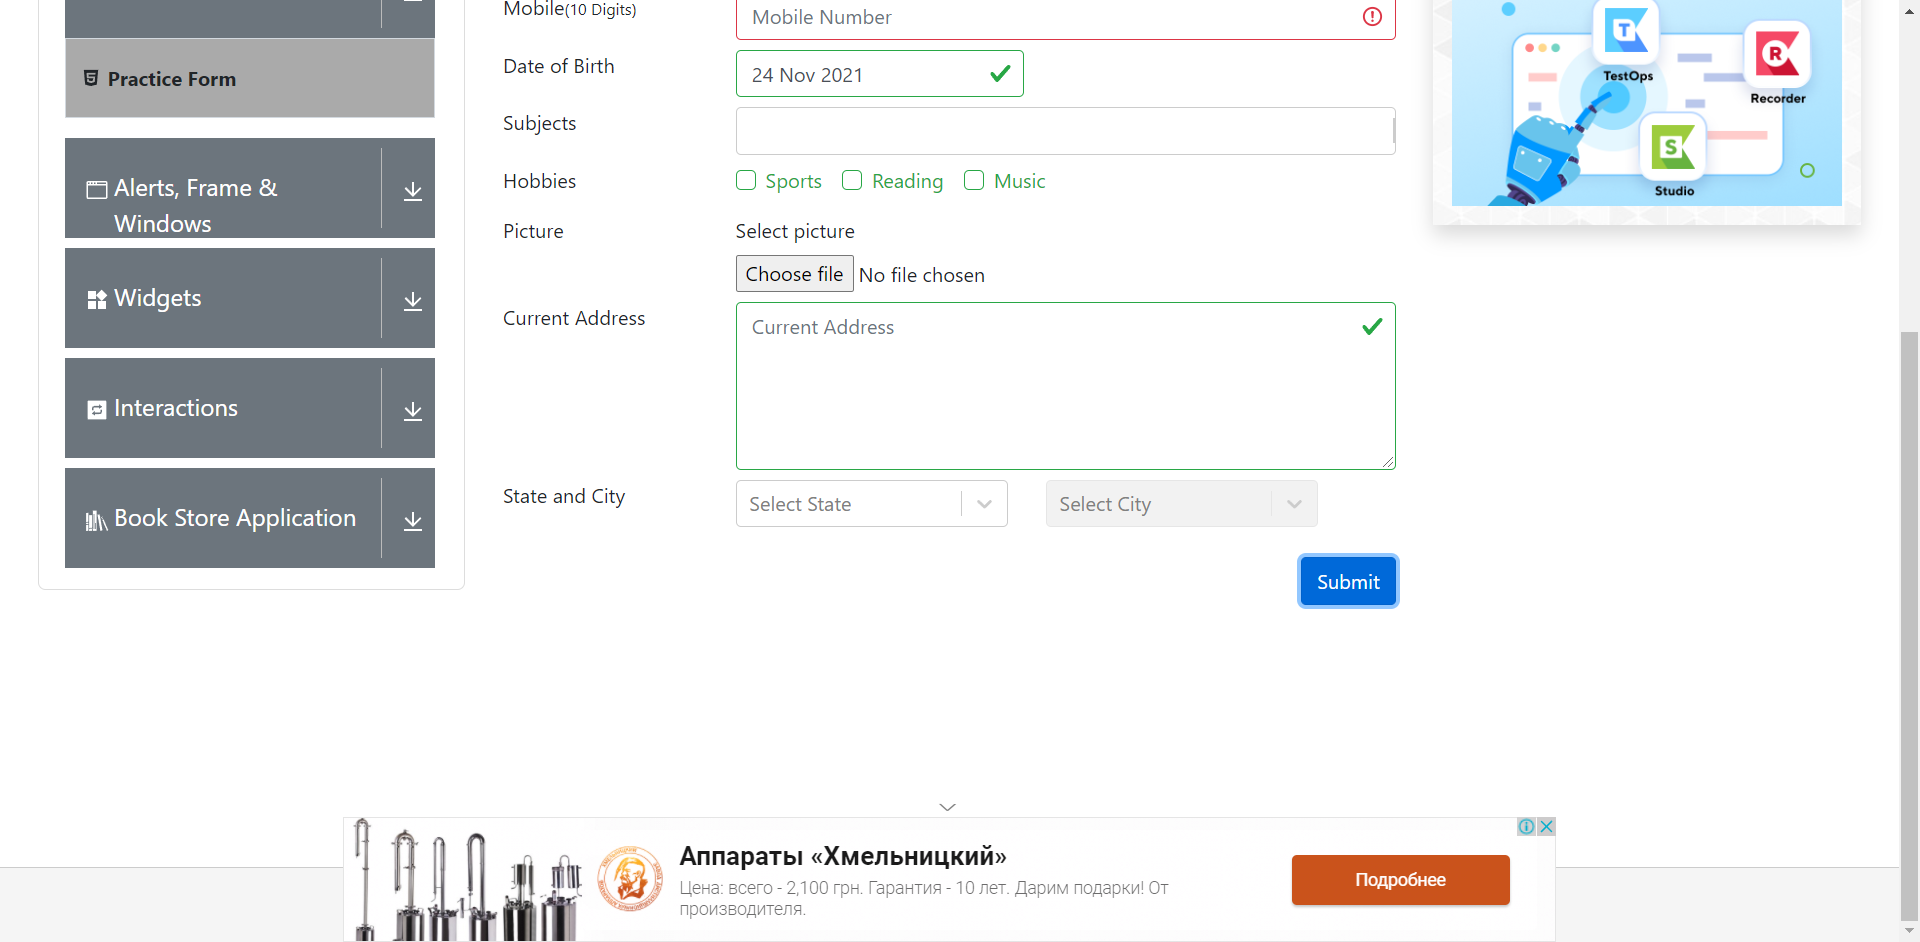 Practice Form
Alerts, Frame &
Windows
Widgets
Interactions
Book Store Application
Mobile(10 Digits)
Mobile Number
Date of Birth
24 Nov 2021
Subjects
Hobbies
Sports Reading Music
Picture
Select picture
Choose file No file chosen
Current Address
Current Address
State and City
Select State
Select City
Submit
T
TestOps
R
Recorder
S
Studio
Аппараты «Хмельницкий»
Цена: всего - 2,100 грн. Гарантия - 10 лет. Дарим подарки! От
производителя.
Подробнее